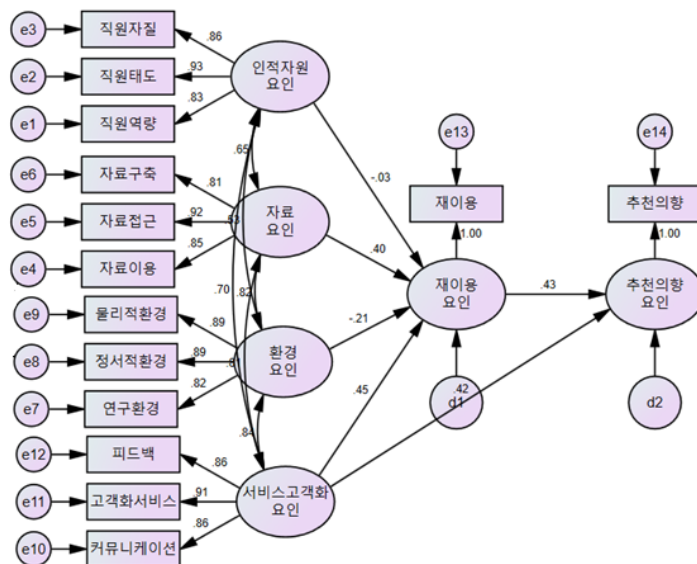 e3
직원자질
.86
e2
직원태도
.93
인적자원
요인
e1
직원역량
.83
e13
e14
.65
-.03
e6
자료구축
.81
재이용
추천의향
e5
자료접근
.92
자료
요인
1.00
1.00
e4
자료이용
.85
.40
.70
.82
재이용
요인
.43
추천의향
요인
e9
물리적환경
.89
-.21
e8
정서적환경
.89
환경
요인
e7
연구환경
.82
.45
.42
d1
d2
.84
e12
피드백
.86
e11
고객화서비스
.91
서비스고객화
요인
e10
커뮤니케이션
.86